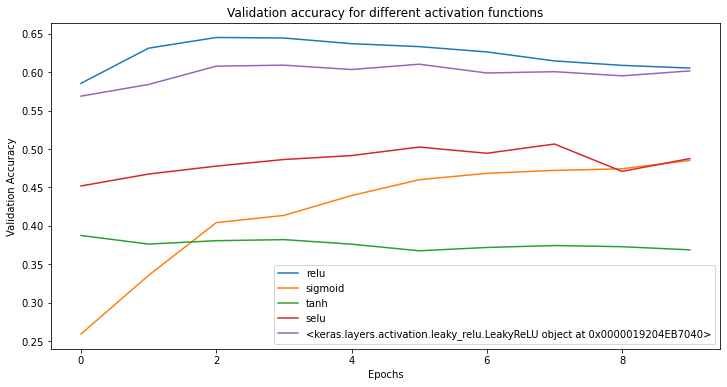 Validation accuracy for different activation functions
Validation Accuracy
0.65
0.60
0.55
0.50
0.45
0.40
0.35
0.30
0.25
relu
sigmoid
tanh
selu
<keras.layers.activation.leaky_relu.LeakyReLU object at 0x0000019204EB7040>
0 2 4 6 8
Epochs